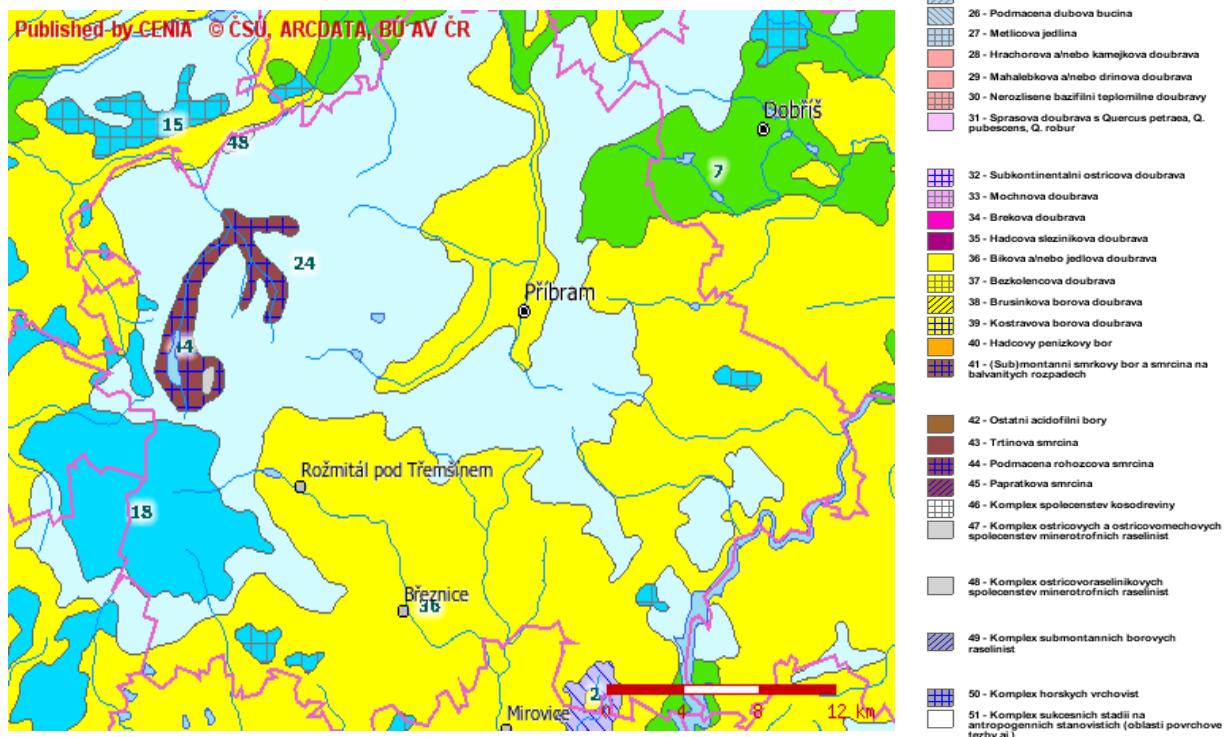 Published by CENIA © ČSÚ, ARCDATA, BÚ AV ČR
Dobříš
15
48
7
24
Příbram
44
Rožmitál pod Třemšínem
18
Březnice
36
2
0 4 8 12 km
Mirovice
26 - Podmacena dubova bucina
27 - Metlicova jedlina
28 - Hrachorova a/nebo kamejkova doubrava
29 - Mahalebkova a/nebo drinova doubrava
30 - Nerozlisene bazifilni teplomilne doubravy
31 - Sprasova doubrava s Quercus petraea, Q.
pubescens, Q. robur
32 - Subkontinentalni ostricova doubrava
33 - Mochnova doubrava
34 - Brekova doubrava
35 - Hadcova slezinikova doubrava
36 - Bikova a/nebo jedlova doubrava
37 - Bezkolencova doubrava
38 - Brusinkova borova doubrava
39 - Kostravova borova doubrava
40 - Hadcovy penizkovy bor
41 - (Sub)montanni smrkovy bor a smrcina na
balvanitych rozpadech
42 - Ostatni acidofilni bory
43 - Trtinova smrcina
44 - Podmacena rohozcova smrcina
45 - Papratkova smrcina
46 - Komplex spolecenstev kosodreviny
47 - Komplex ostricovych a ostricovomechovych
spolecenstev minerotrofnich raselinist
48 - Komplex ostricovoraselinikovych
spolecenstev minerotrofnich raselinist
49 - Komplex submontannich borovych
raselinist
50 - Komplex horskych vrchovist
51 - Komplex sukcesnich stadii na
antropogennich stanovistich (oblasti povrchove
tezby aj.)